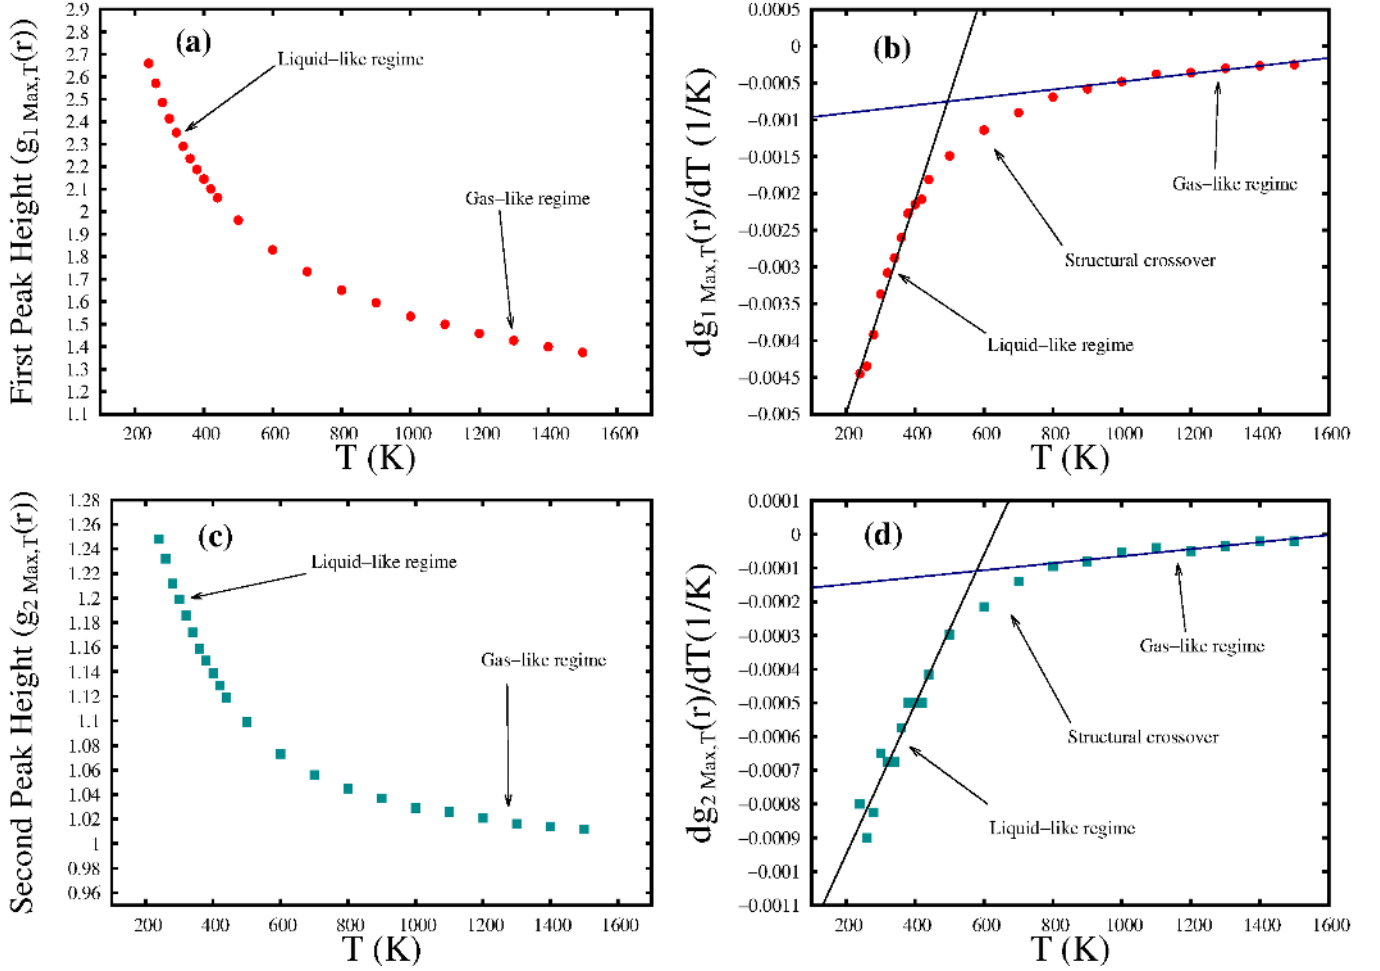 First Peak Height (g1 Max,T(r))
2.9
2.8
2.7
2.6
2.5
2.4
2.3
2.2
2.1
2
1.9
1.8
1.7
1.6
1.5
1.4
1.3
1.2
1.1
(a)
Liquid−like regime
Gas−like regime
200 400 600 800 1000 1200 1400 1600
T (K)
dg1 Max,T(r)/dT (1/K)
0.0005
0
−0.0005
−0.001
−0.0015
−0.002
−0.0025
−0.003
−0.0035
−0.004
−0.0045
−0.005
(b)
Gas−like regime
Structural crossover
Liquid−like regime
200 400 600 800 1000 1200 1400 1600
T (K)
Second Peak Height (g2 Max,T(r))
1.28
1.26
1.24
1.22
1.2
1.18
1.16
1.14
1.12
1.1
1.08
1.06
1.04
1.02
1
0.98
0.96
(c)
Liquid−like regime
Gas−like regime
200 400 600 800 1000 1200 1400 1600
T (K)
dg2 Max,T(r)/dT(1/K)
0.0001
0
−0.0001
−0.0002
−0.0003
−0.0004
−0.0005
−0.0006
−0.0007
−0.0008
−0.0009
−0.001
−0.0011
(d)
Gas−like regime
Structural crossover
Liquid−like regime
200 400 600 800 1000 1200 1400 1600
T (K)